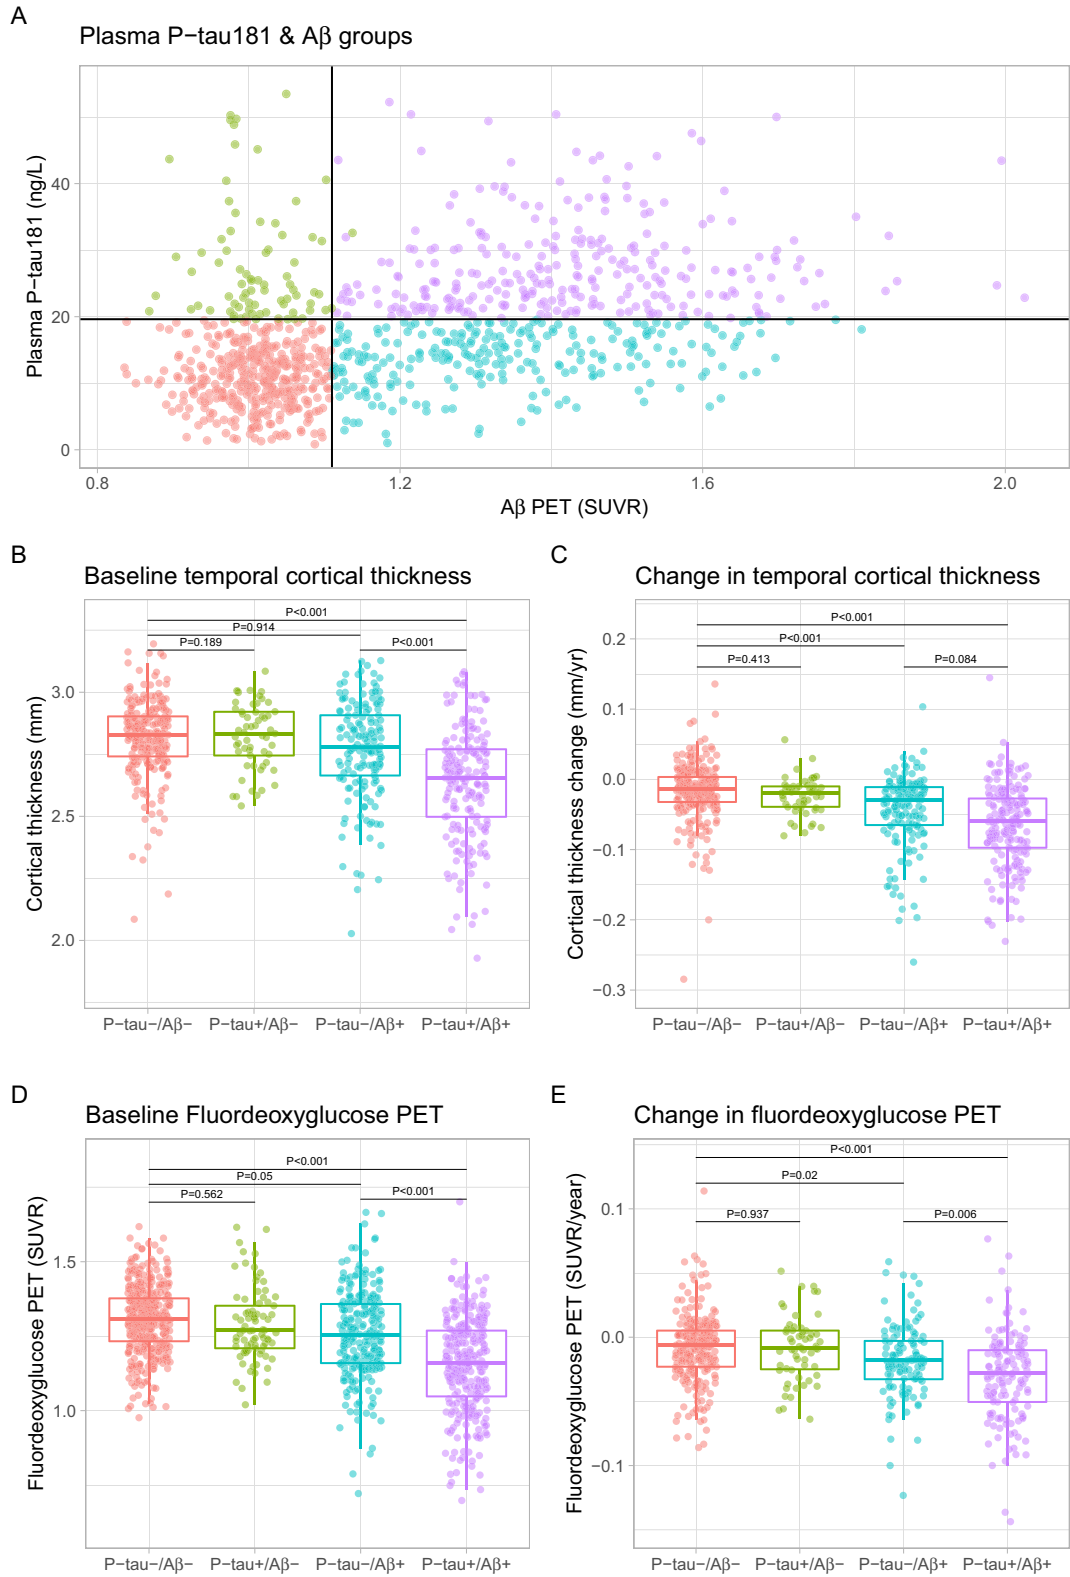 A
Plasma P−tau181 & Aβ groups
Plasma P−tau181 (ng/L)
40
20
0
0.8
1.2
1.6
2.0
Aβ PET (SUVR)
B
Baseline temporal cortical thickness
Cortical thickness (mm)
P<0.001
P=0.914
P=0.189
P<0.001
3.0
2.5
2.0
P−tau−/Aβ−
P−tau+/Aβ−
P−tau−/Aβ+
P−tau+/Aβ+
C
Change in temporal cortical thickness
Cortical thickness change (mm/yr)
P<0.001
P<0.001
P=0.413
P=0.084
0.2
0.1
0.0
−0.1
−0.2
−0.3
P−tau−/Aβ−
P−tau+/Aβ−
P−tau−/Aβ+
P−tau+/Aβ+
D
Baseline Fluordeoxyglucose PET
Fluordeoxyglucose PET (SUVR)
P<0.001
P=0.05
P=0.562
P<0.001
1.5
1.0
P−tau−/Aβ−
P−tau+/Aβ−
P−tau−/Aβ+
P−tau+/Aβ+
E
Change in fluordeoxyglucose PET
Fluordeoxyglucose PET (SUVR/year)
P<0.001
P=0.02
P=0.937
P=0.006
0.1
0.0
−0.1
P−tau−/Aβ−
P−tau+/Aβ−
P−tau−/Aβ+
P−tau+/Aβ+